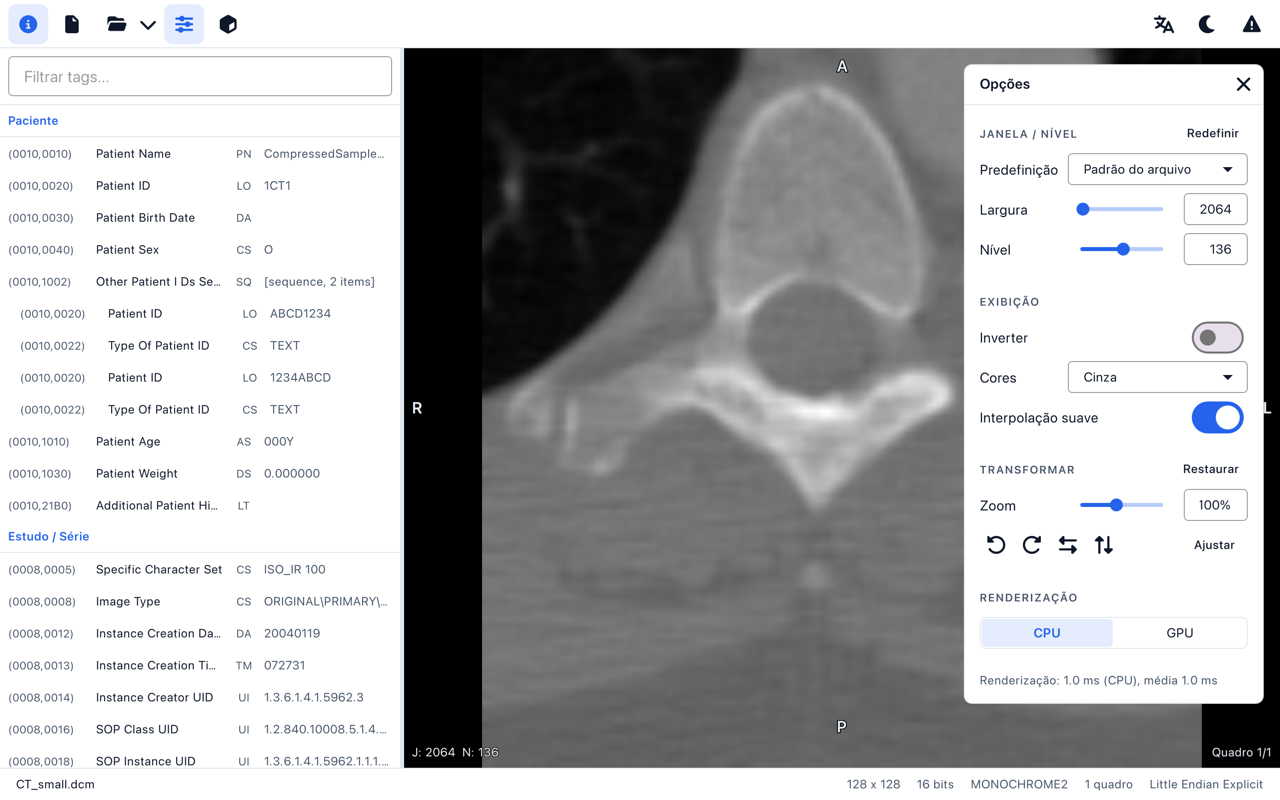 Filtrar tags...
Paciente
(0010,0010) Patient Name PN CompressedSample...
(0010,0020) Patient ID LO 1CT1
(0010,0030) Patient Birth Date DA
(0010,0040) Patient Sex CS O
(0010,1002) Other Patient I Ds Se... SQ [sequence, 2 items]
(0010,0020) Patient ID LO ABCD1234
(0010,0022) Type Of Patient ID CS TEXT
(0010,0020) Patient ID LO 1234ABCD
(0010,0022) Type Of Patient ID CS TEXT
(0010,1010) Patient Age AS 000Y
(0010,1030) Patient Weight DS 0.000000
(0010,21B0) Additional Patient Hi... LT
Estudo / Série
(0008,0005) Specific Character Set CS ISO_IR 100
(0008,0008) Image Type CS ORIGINAL\PRIMARY\...
(0008,0012) Instance Creation Da... DA 20040119
(0008,0013) Instance Creation Ti... TM 072731
(0008,0014) Instance Creator UID UI 1.3.6.1.4.1.5962.3
(0008,0016) SOP Class UID UI 1.2.840.10008.5.1.4....
(0008,0018) SOP Instance UID UI 1.3.6.1.4.1.5962.1.1.1....
A
R
L
P
J: 2064 N: 136
Quadro 1/1
Opções
JANELA / NÍVEL Redefinir
Predefinição Padrão do arquivo
Largura 2064
Nível 136
EXIBIÇÃO
Inverter
Cores Cinza
Interpolação suave
TRANSFORMAR Restaurar
Zoom 100%
Ajustar
RENDERIZAÇÃO
CPU GPU
Renderização: 1.0 ms (CPU), média 1.0 ms
CT_small.dcm 128 x 128 16 bits MONOCHROME2 1 quadro Little Endian Explicit